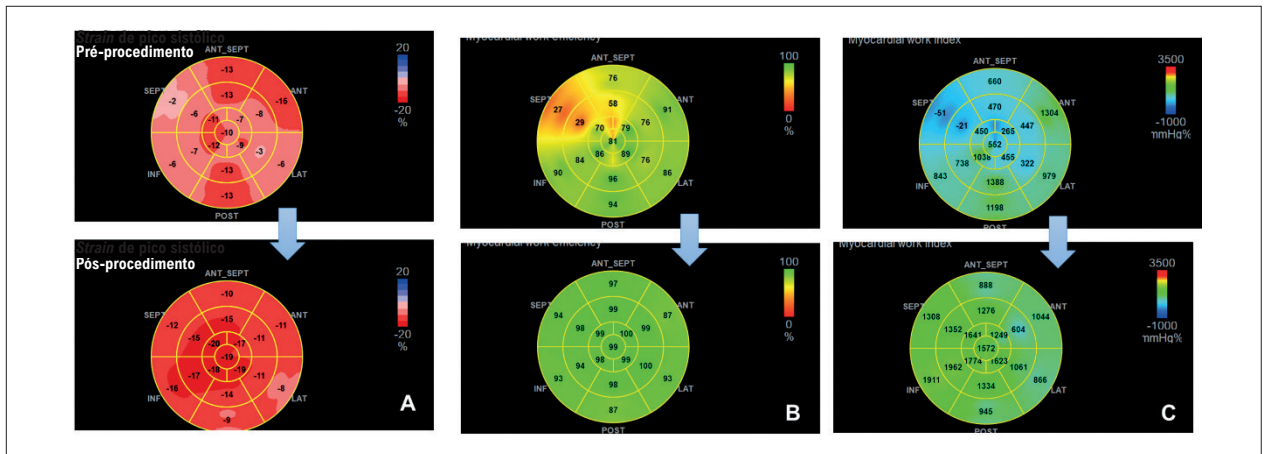 Strain de pico sistólico
Pré-procedimento
ANT_SEPT
20
-20
%
SEPT
ANT
-13
-13
-15
-2
-6
-8
-11
-7
-10
-7
-12
-9
-3
-6
-6
-13
-13
INF
LAT
POST
Myocardial work efficiency
ANT_SEPT
100
0
%
SEPT
ANT
76
58
91
27
29
76
70
79
81
84
86
89
76
90
86
96
94
INF
LAT
POST
Myocardial work index
ANT_SEPT
3500
-1000
mmHg%
SEPT
ANT
660
470
1304
-51
-21
447
450
265
552
738
1038
455
322
843
979
1388
1198
INF
LAT
POST
Strain de pico sistólico
Pós-procedimento
ANT_SEPT
20
-20
%
SEPT
ANT
-10
-15
-12
-11
-15
-11
-20
-17
-19
-17
-18
-19
-11
-16
-8
-14
-9
INF
LAT
POST
A
Myocardial work efficiency
ANT_SEPT
100
0
%
SEPT
ANT
97
99
94
87
98
99
99
100
99
94
98
99
100
93
93
98
87
INF
LAT
POST
B
Myocardial work index
ANT_SEPT
3500
-1000
mmHg%
SEPT
ANT
888
1276
1308
1044
1352
604
1641
1249
1572
1962
1774
1623
1061
1911
866
1334
945
INF
LAT
POST
C